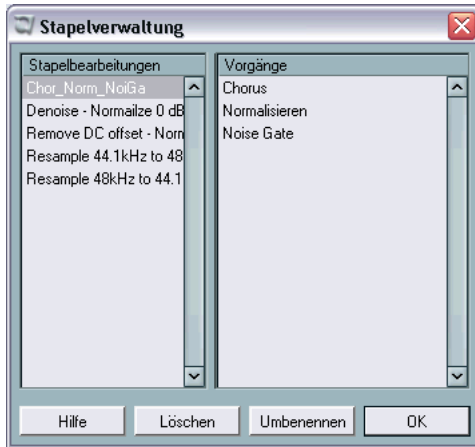 Stapelverwaltung
Stapelbearbeitungen
Chor_Norm_NoiGa
Denoise - Normailze 0 dB
Remove DC offset - Norn
Resample 44.1kHz to 48
Resample 48kHz to 44.1
Vorgänge
Chorus
Normalisieren
Noise Gate
Hilfe
Löschen
Umbenennen
OK